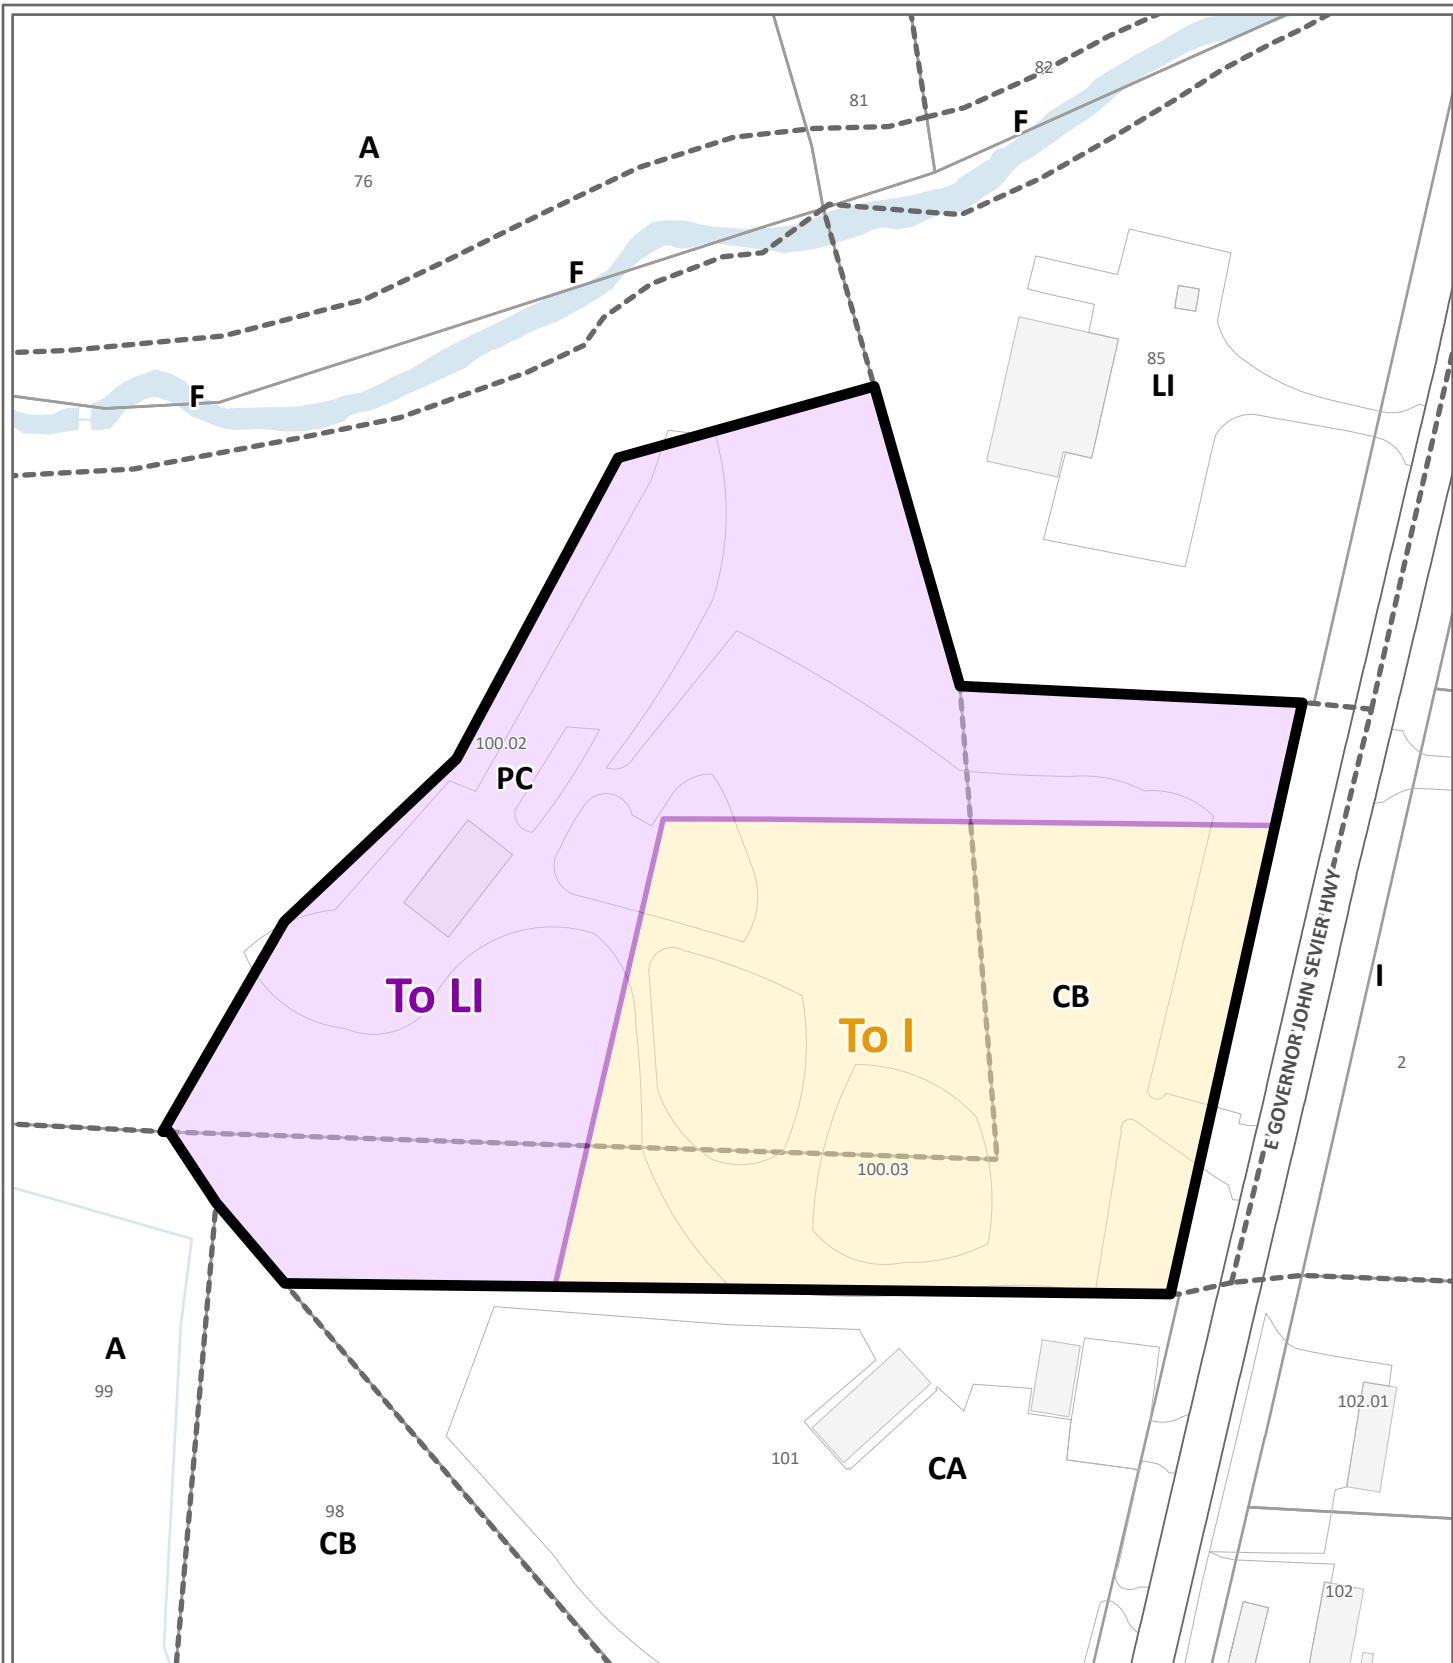 82
81
F
A
76
F
85
LI
F
100.02
PC
To LI
CB
I
To I
E GOVERNOR JOHN SEVIER HWY
2
100.03
A
99
102.01
101
CA
98
CB
102